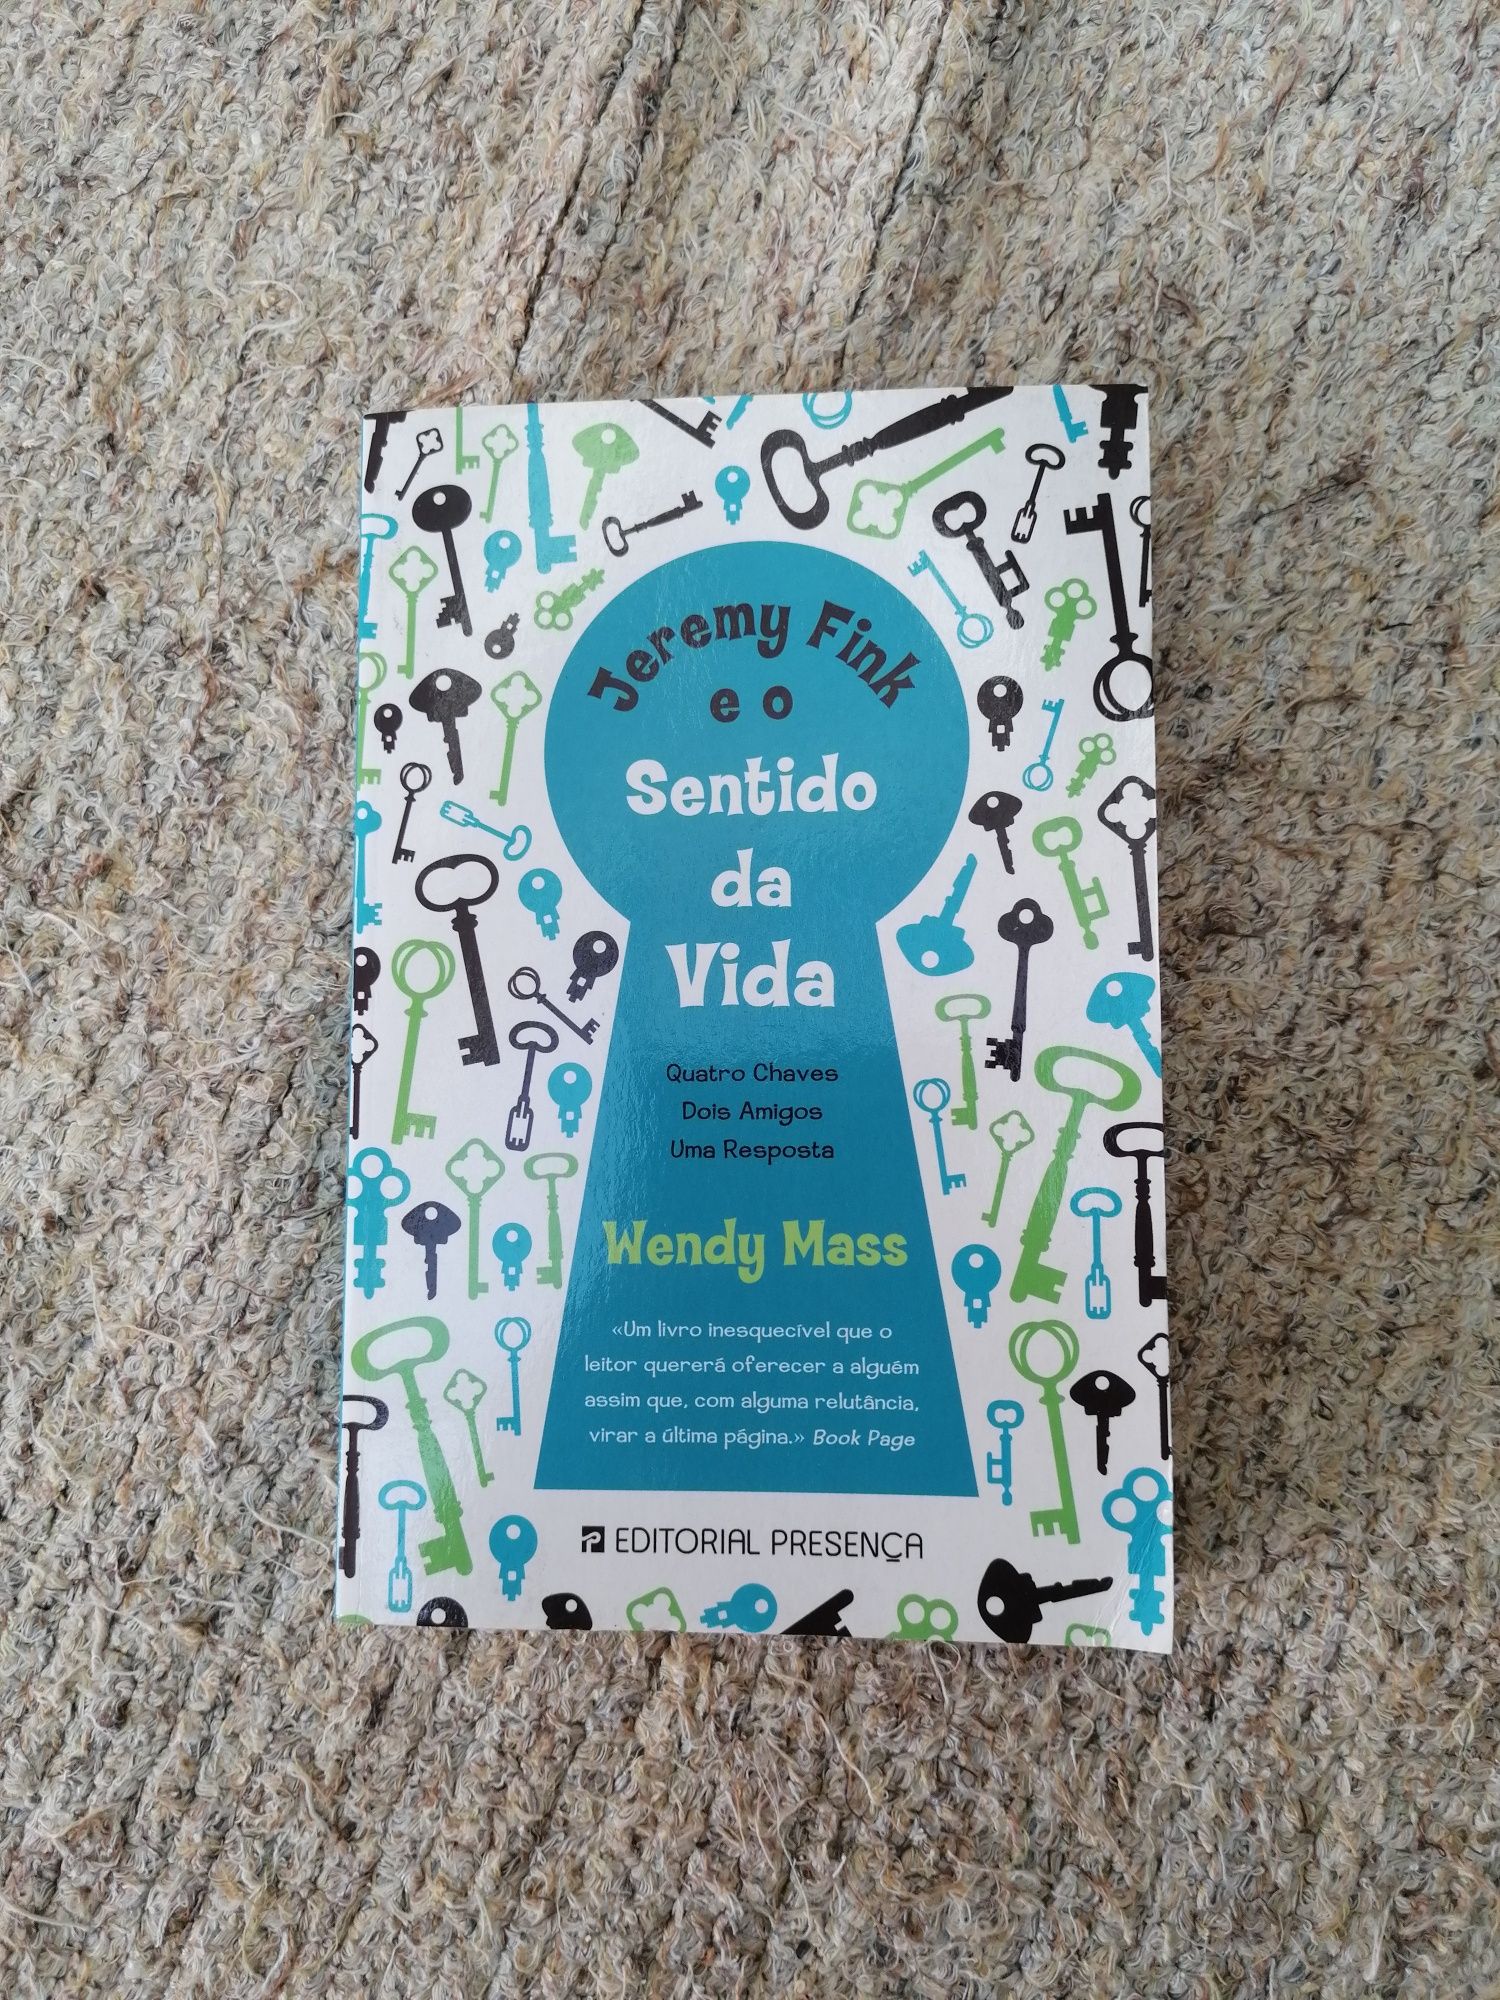 Jeremy Fink
e o
Sentido
da
Vida
Quatro Chaves
Dois Amigos
Uma Resposta
Wendy Mass
«Um livro inesquecível que o
leitor quererá oferecer a alguém
assim que, com alguma relutância,
virar a última página.» Book Page
EDITORIAL PRESENÇA